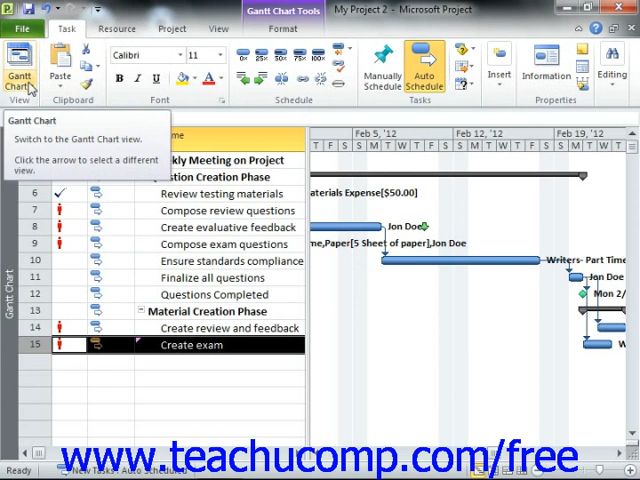 Gantt Chart Tools
My Project 2 - Microsoft Project
File Task Resource Project View Format
Gantt Chart
View
Paste
Clipboard
Calibri 11
B I U A
Font
0% 25% 50% 75% 100%
Schedule
Manually Schedule
Auto Schedule
Tasks
Insert
Information
Properties
Editing
Gantt Chart
Switch to the Gantt Chart view.
Click the arrow to select a different view.
me
Feb 5, '12 Feb 12, '12 Feb 19, '12
T F S S M T W T F S S M T W T F S S M T W T
kly Meeting on Project
stion Creation Phase
6 Review testing materials
aterials Expense[$50.00]
7 Compose review questions
8 Create evaluative feedback
Jon Doe
9 Compose exam questions
me,Paper[5 Sheet of paper],Jon Doe
10 Ensure standards compliance
Writers- Part Time
11 Finalize all questions
Jon Doe
12 Questions Completed
Mon 2/
13 Material Creation Phase
14 Create review and feedback
15 Create exam
W
Gantt Chart
Ready New Tasks : Auto Scheduled
www.teachucomp.com/free